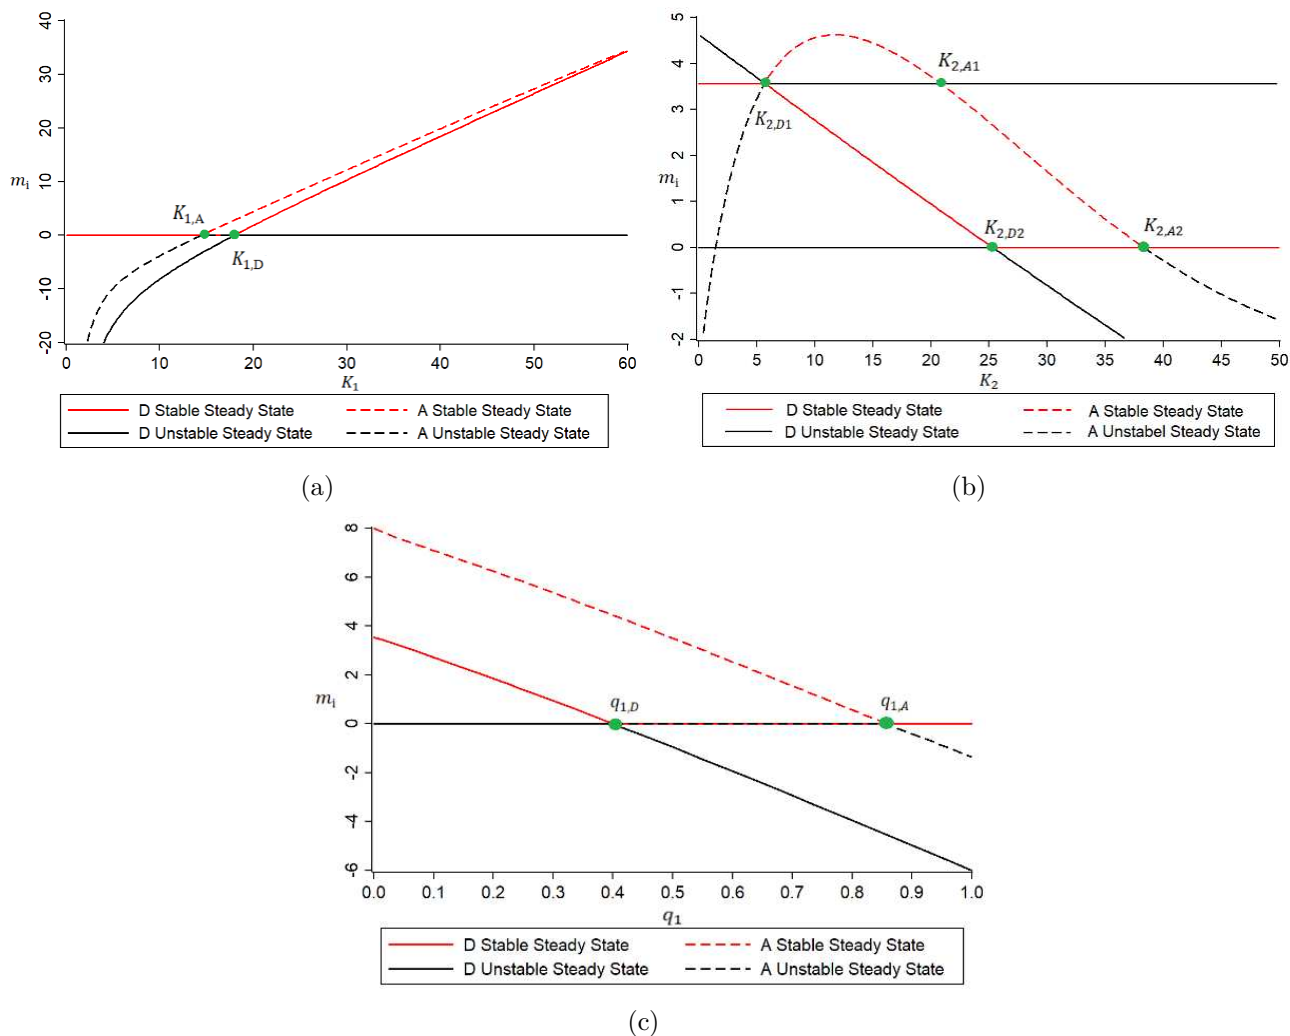 (a)
40
30
20
10
0
-10
-20
m_i
K_{1,A}
K_{1,D}
0 10 20 30 40 50 60
K_1
D Stable Steady State A Stable Steady State
D Unstable Steady State A Unstable Steady State
(a)
(b)
5
4
3
2
1
0
-1
-2
m_i
K_{2,A1}
K_{2,D1}
K_{2,D2}
K_{2,A2}
0 5 10 15 20 25 30 35 40 45 50
K_2
D Stable Steady State A Stable Steady State
D Unstable Steady State A Unstabel Steady State
(b)
8
6
4
2
0
-2
-4
-6
m_i
q_{1,D}
q_{1,A}
0.0 0.1 0.2 0.3 0.4 0.5 0.6 0.7 0.8 0.9 1.0
q_1
D Stable Steady State A Stable Steady State
D Unstable Steady State A Unstable Steady State
(c)